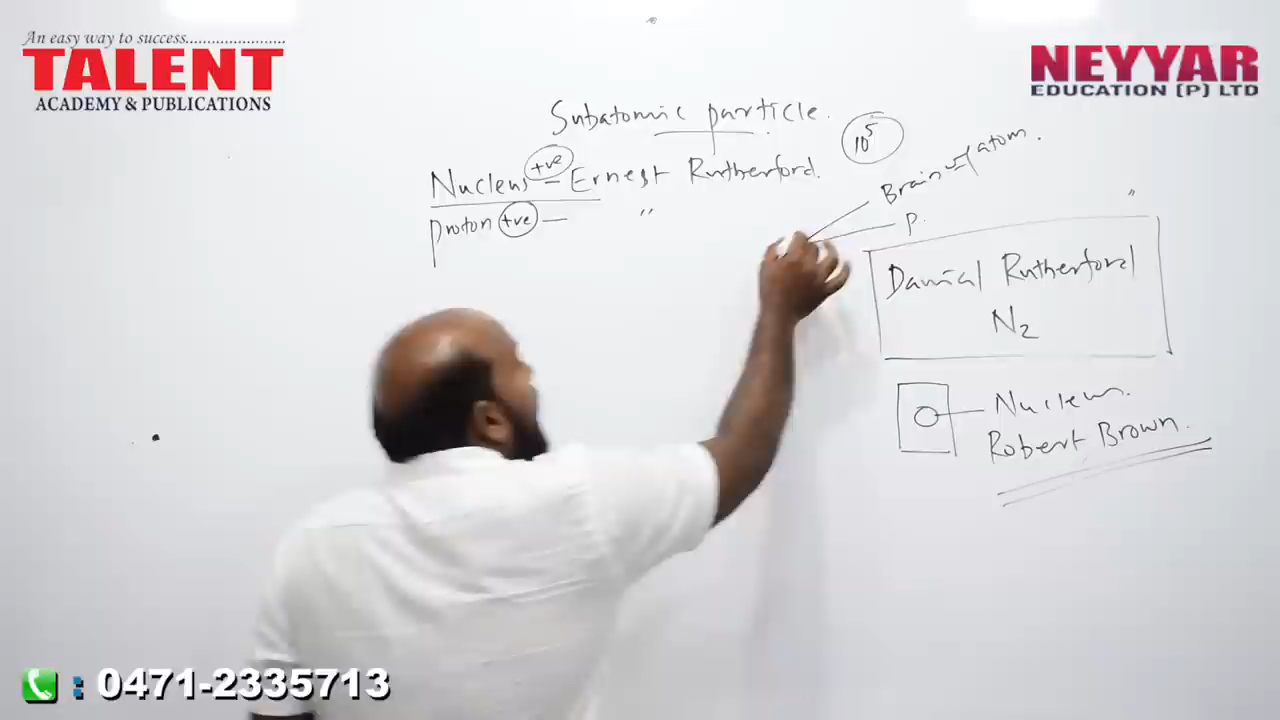 An easy way to success.......................
TALENT
ACADEMY & PUBLICATIONS
NEYYAR
EDUCATION (P) LTD
Subatomic particle.
10⁵
Nucleus +ve – Ernest Rutherford.
Brain of atom.
Proton +ve — "
P.
"
Danial Rutherford
N₂
Nucleus.
Robert Brown.
: 0471-2335713